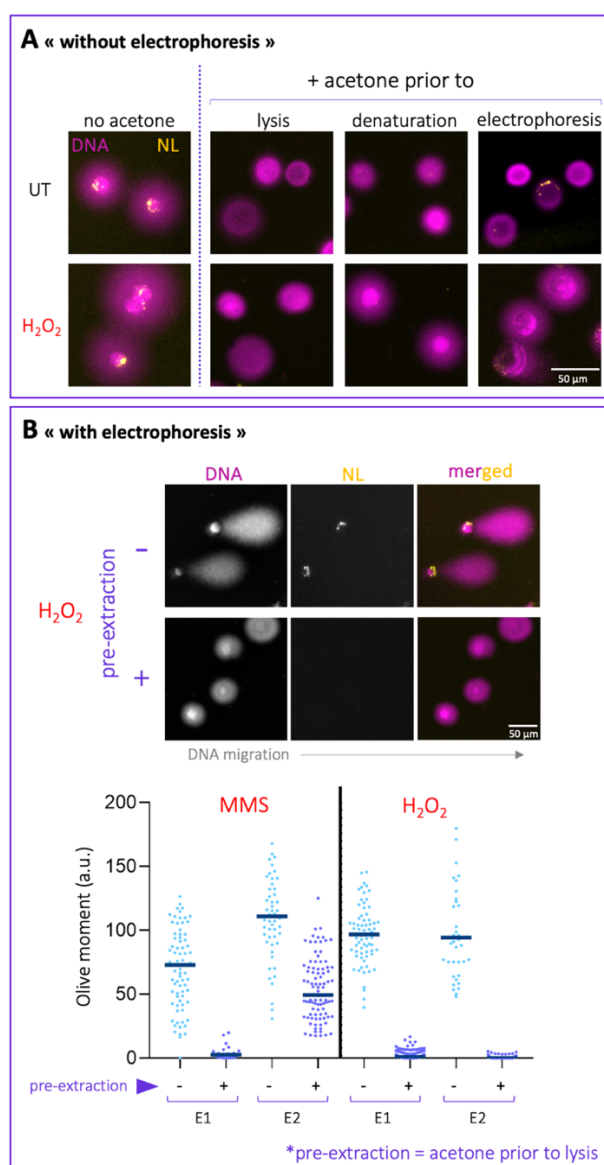 A « without electrophoresis »
+ acetone prior to
no acetone lysis denaturation electrophoresis
DNA NL
UT
H₂O₂
50 µm
B « with electrophoresis »
DNA NL merged
H₂O₂
pre-extraction
-
+
50 µm
DNA migration
MMS H₂O₂
Olive moment (a.u.)
200
150
100
50
0
pre-extraction - + - + - + - +
E1 E2 E1 E2
*pre-extraction = acetone prior to lysis